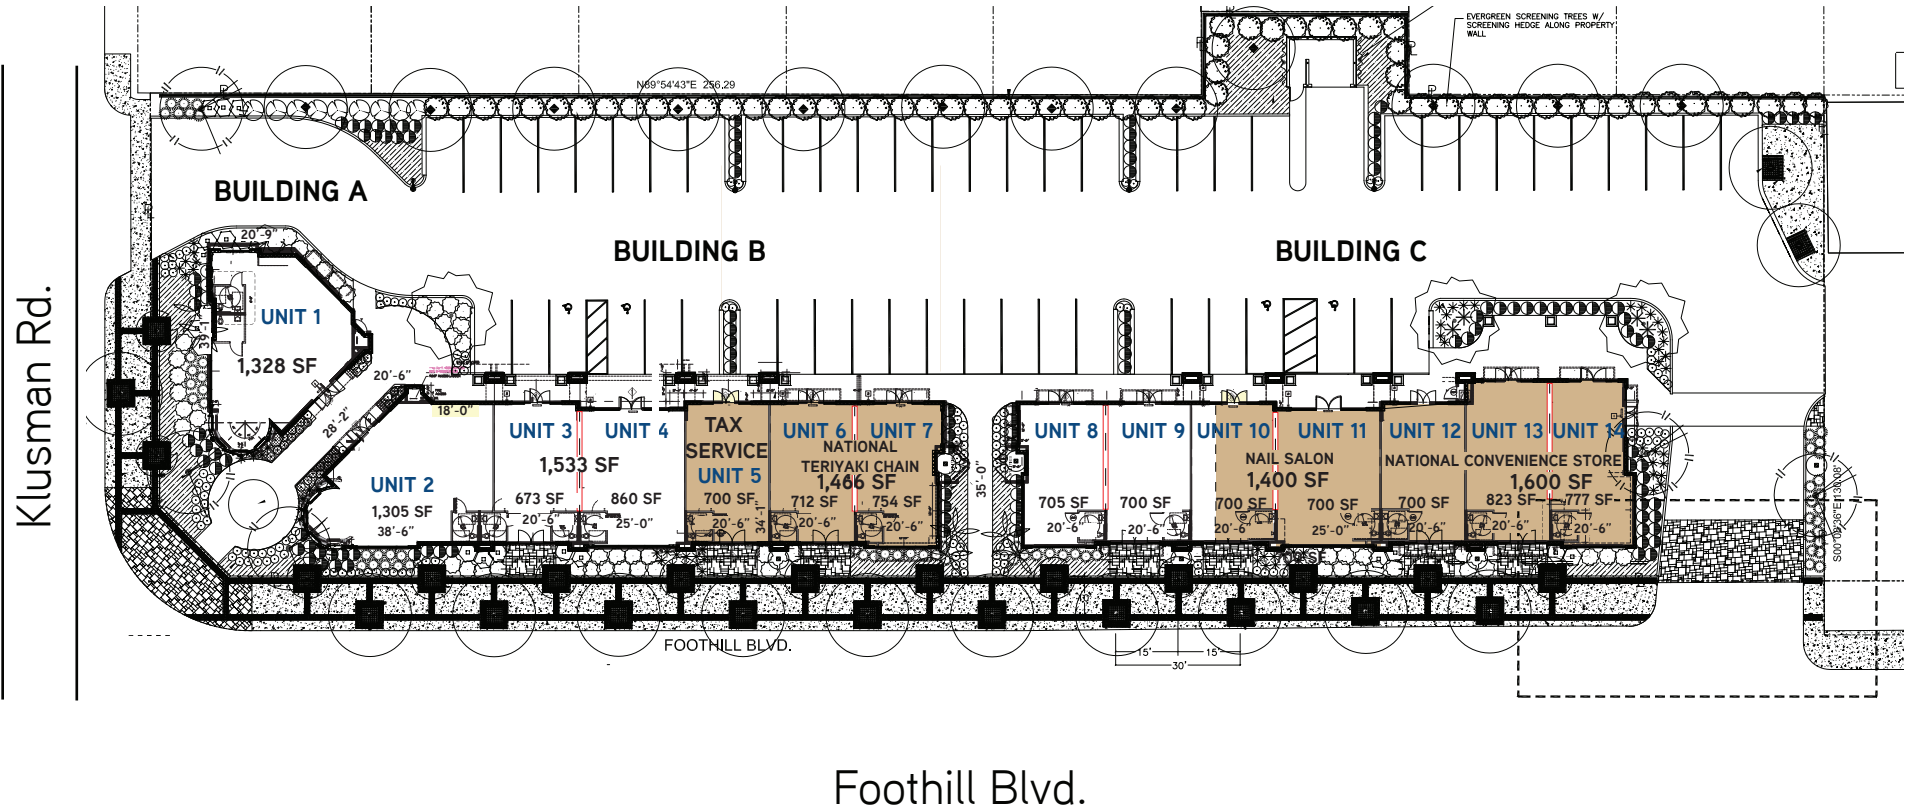 EVERGREEN SCREENING TREES W/
SCREENING HEDGE ALONG PROPERTY
WALL
N89°54'43"E 256.29
BUILDING A
BUILDING B
BUILDING C
Klusman Rd.
20'-9"
UNIT 1
39'-1"
1,328 SF
20'-6"
18'-0"
28'-2"
UNIT 2
1,305 SF
38'-6"
UNIT 3
UNIT 4
1,533 SF
673 SF
860 SF
20'-6"
25'-0"
TAX
SERVICE
UNIT 5
700 SF
20'-6"
34'-1"
UNIT 6
UNIT 7
NATIONAL
TERIYAKI CHAIN
1,466 SF
712 SF
754 SF
20'-6"
20'-6"
35'-0"
UNIT 8
705 SF
20'-6"
UNIT 9
700 SF
20'-6"
UNIT 10
UNIT 11
NAIL SALON
1,400 SF
700 SF
700 SF
20'-6"
25'-0"
UNIT 12
UNIT 13
UNIT 14
NATIONAL CONVENIENCE STORE
1,600 SF
700 SF
823 SF
777 SF
20'-6"
20'-6"
20'-6"
FOOTHILL BLVD.
15'
15'
30'
Foothill Blvd.